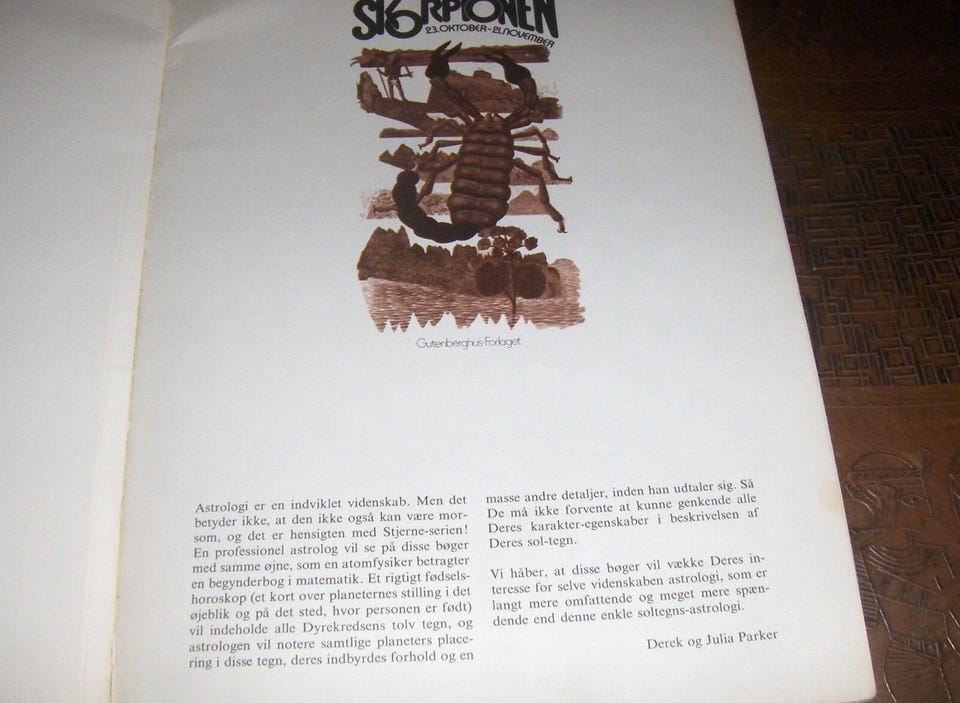 SKORPIONEN
23. OKTOBER - 21. NOVEMBER
Gutenberghus-Forlaget
Astrologi er en indviklet videnskab. Men det
betyder ikke, at den ikke også kan være mor-
som, og det er hensigten med Stjerne-serien!
En professionel astrolog vil se på disse bøger
med samme øjne, som en atomfysiker betragter
en begynderbog i matematik. Et rigtigt fødsels-
horoskop (et kort over planeternes stilling i det
øjeblik og på det sted, hvor personen er født)
vil indeholde alle Dyrekredsens tolv tegn, og
astrologen vil notere samtlige planeters place-
ring i disse tegn, deres indbyrdes forhold og en
masse andre detaljer, inden han udtaler sig. Så
De må ikke forvente at kunne genkende alle
Deres karakter-egenskaber i beskrivelsen af
Deres sol-tegn.
Vi håber, at disse bøger vil vække Deres in-
teresse for selve videnskaben astrologi, som er
langt mere omfattende og meget mere spæn-
dende end denne enkle soltegns-astrologi.
Derek og Julia Parker